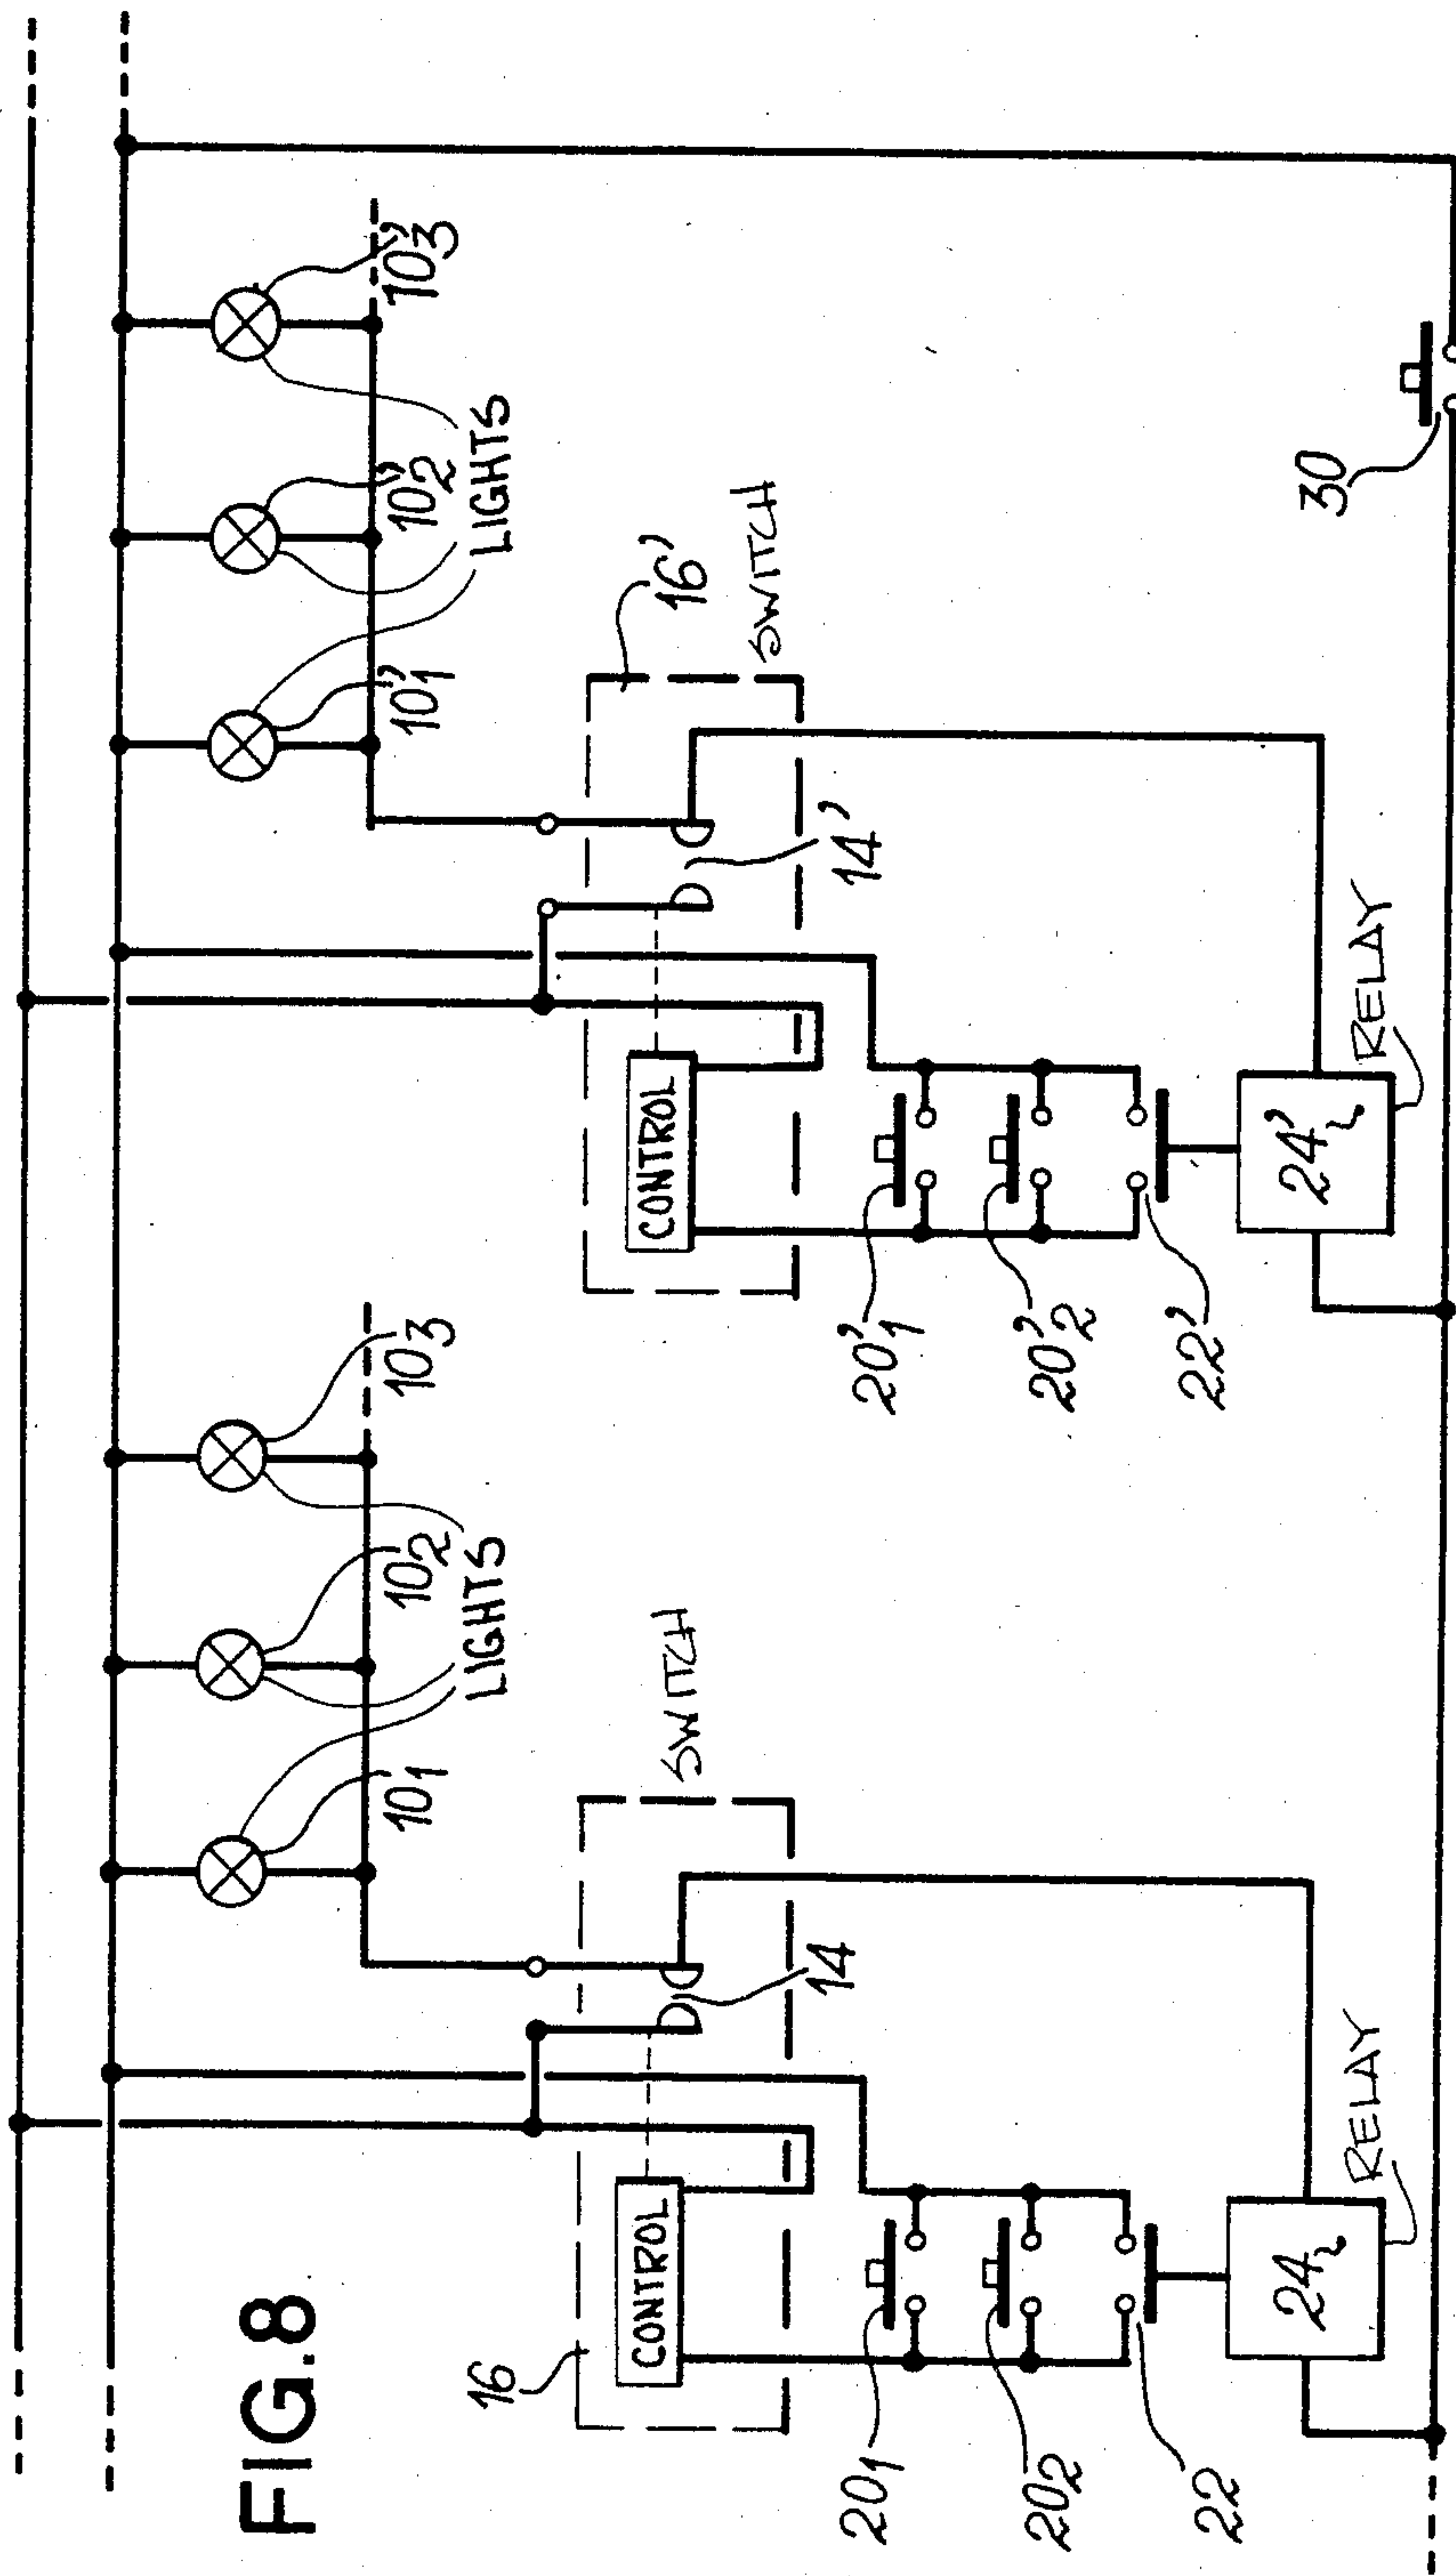 FIG.8
10₁
10₂
10₃
LIGHTS
10'₁
10'₂
10'₃
LIGHTS
16
CONTROL
SWITCH
14
20₁
20₂
22
24
RELAY
16'
CONTROL
SWITCH
14'
20'₁
20'₂
22'
24'
RELAY
30